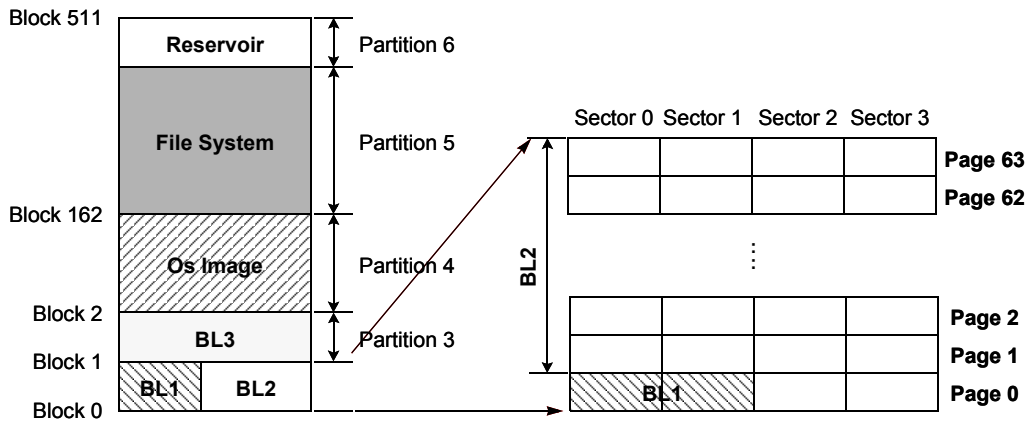 Block 511
Reservoir
Partition 6
File System
Partition 5
Block 162
Os Image
Partition 4
Block 2
BL3
Partition 3
Block 1
BL1
BL2
Block 0
Sector 0 Sector 1 Sector 2 Sector 3
Page 63
Page 62
BL2
Page 2
Page 1
BL1
Page 0